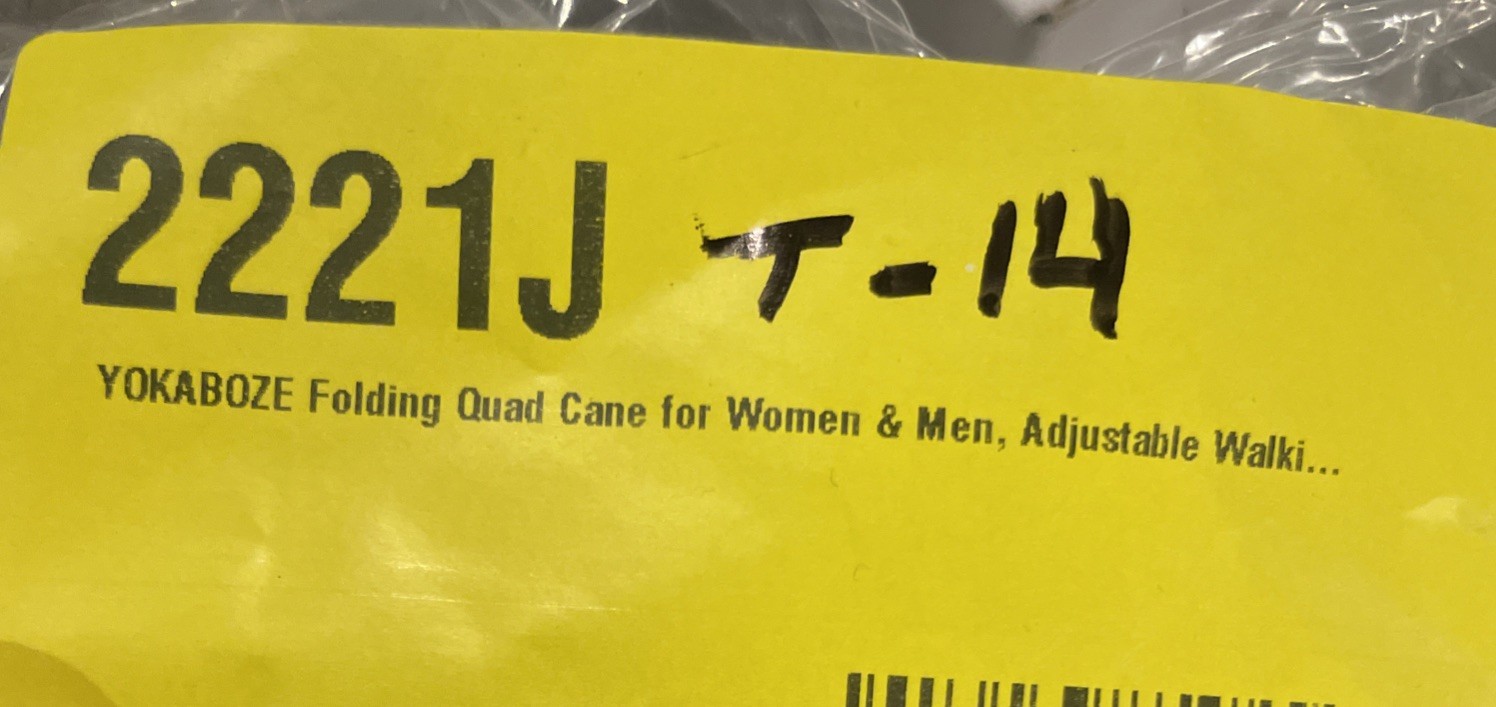 2221J T-14
YOKABOZE Folding Quad Cane for Women & Men, Adjustable Walki...